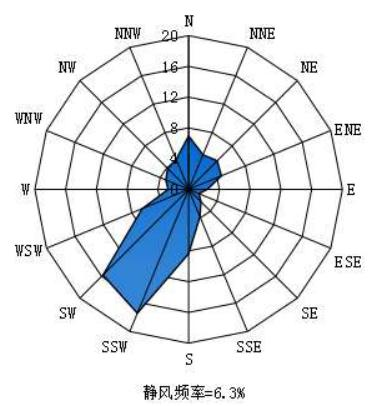 N
NNW 20 NNE
NW 16 NE
12
WNW 8 ENE
4
W 0 E
WSW ESE
SW SE
SSW SSE
S
静风频率=6.3%